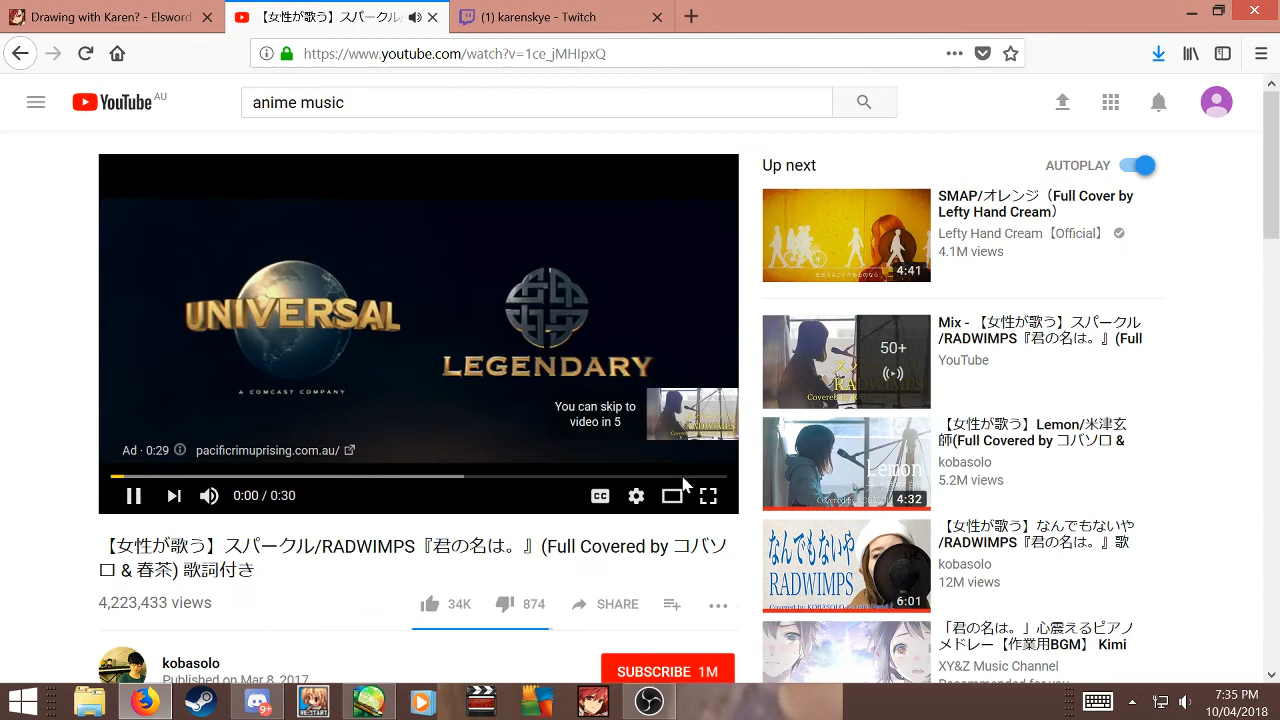 Drawing with Karen? - Elsword
【女性が歌う】スパークル/
(1) karenskye - Twitch
https://www.youtube.com/watch?v=1ce_jMHIpxQ
YouTube AU
anime music
UNIVERSAL
A COMCAST COMPANY
LEGENDARY
You can skip to
video in 5
Ad · 0:29
pacificrimuprising.com.au/
0:00 / 0:30
CC
【女性が歌う】スパークル/RADWIMPS『君の名は。』(Full Covered by コバソ
ロ & 春茶) 歌詞付き
4,223,433 views
34K
874
SHARE
kobasolo
Published on Mar 8, 2017
SUBSCRIBE 1M
Up next
AUTOPLAY
SMAP/オレンジ（Full Cover by
Lefty Hand Cream）
Lefty Hand Cream【Official】
4.1M views
4:41
Mix - 【女性が歌う】スパークル
/RADWIMPS『君の名は。』(Full
YouTube
50+
【女性が歌う】Lemon/米津玄
師(Full Covered by コバソロ &
kobasolo
5.2M views
Lemon
4:32
【女性が歌う】なんでもないや
/RADWIMPS『君の名は。』歌
kobasolo
12M views
なんでもないや
RADWIMPS
Covered by KOBASOLO
6:01
「君の名は。」心震えるピアノ
メドレー【作業用BGM】 Kimi
XY&Z Music Channel
Recommended for you
RE:START
9+
7:35 PM
10/04/2018